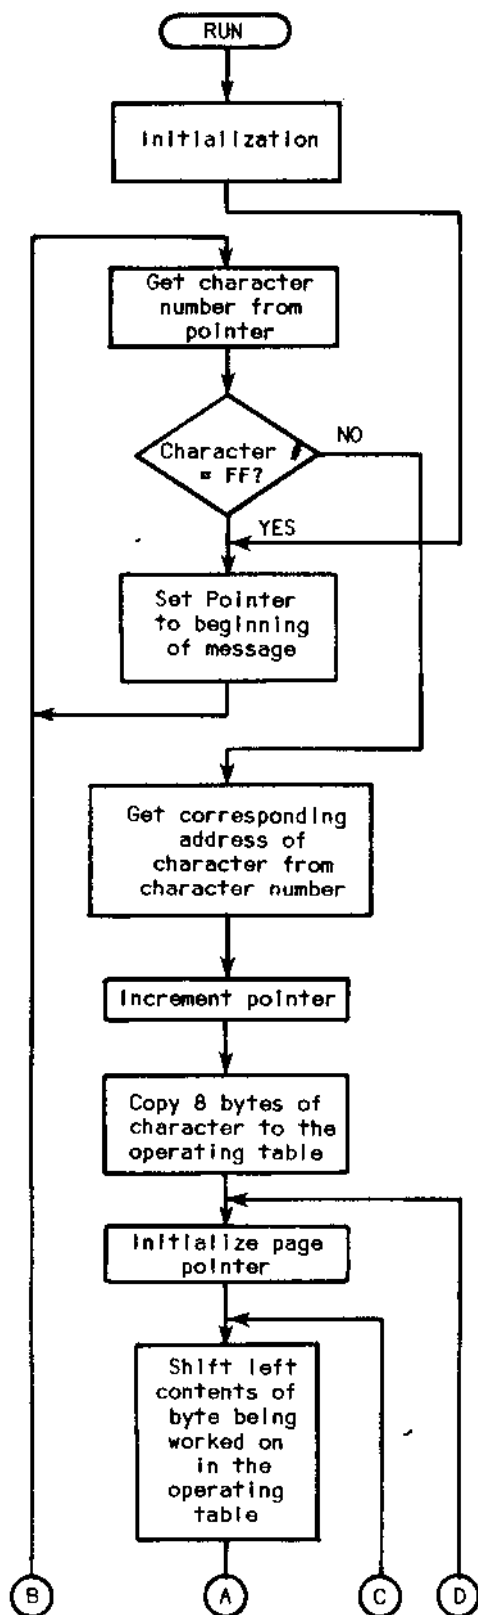 RUN
Initialization
Get character
number from
pointer
Character
= FF?
NO
YES
Set Pointer
to beginning
of message
Get corresponding
address of
character from
character number
Increment pointer
Copy 8 bytes of
character to the
operating table
Initialize page
pointer
Shift left
contents of
byte being
worked on
in the
operating
table
B
A
C
D